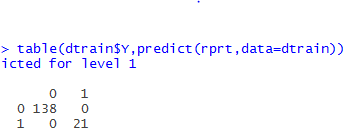 > table(dtrain$Y,predict(rprt,data=dtrain))
icted for level 1
0 1
0 138 0
1 0 21